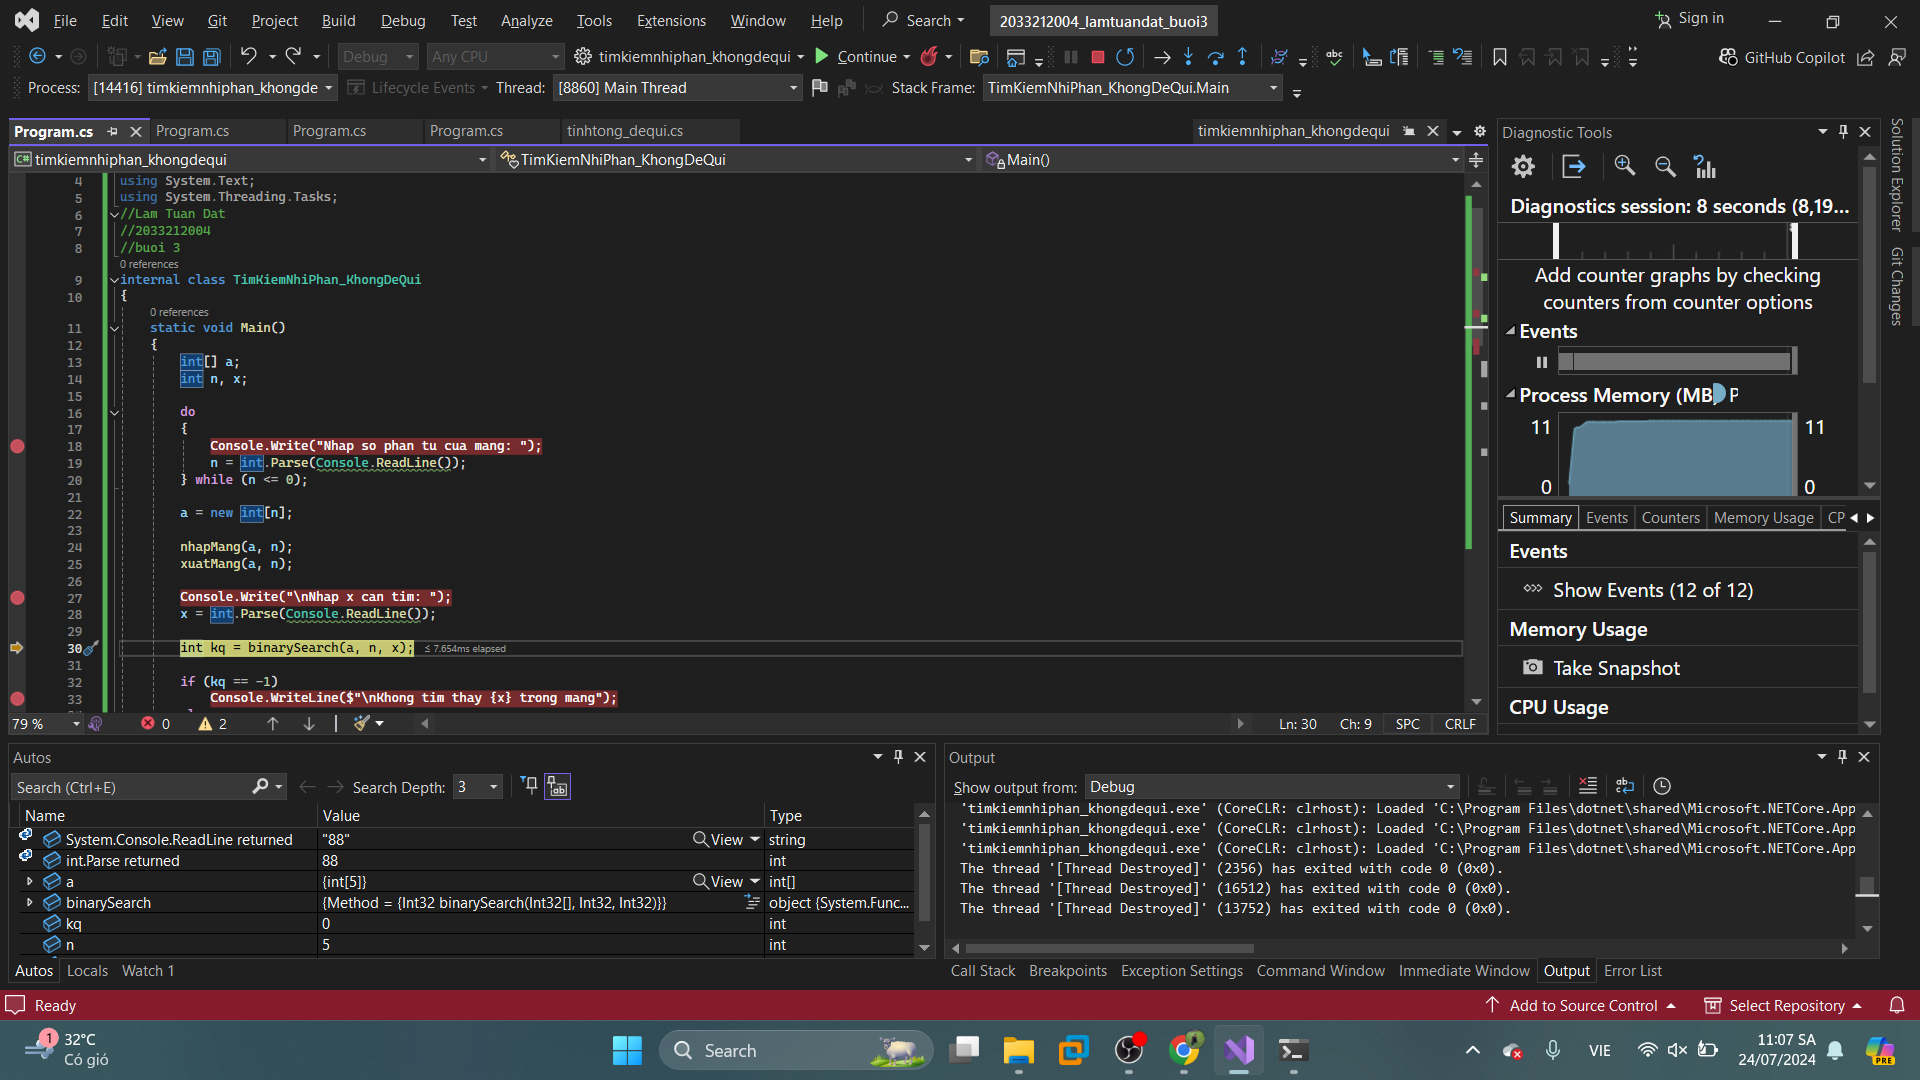 File Edit View Git Project Build Debug Test Analyze Tools Extensions Window Help Search 2033212004_lamtuandat_buoi3 Sign in
Debug Any CPU timkiemnhiphan_khongdequi Continue GitHub Copilot
Process: [14416] timkiemnhiphan_khongde Lifecycle Events Thread: [8860] Main Thread Stack Frame: TimKiemNhiPhan_KhongDeQui.Main
Program.cs Program.cs Program.cs Program.cs tinhtong_dequi.cs timkiemnhiphan_khongdequi
timkiemnhiphan_khongdequi TimKiemNhiPhan_KhongDeQui Main()
4 using System.Text;
5 using System.Threading.Tasks;
6 //Lam Tuan Dat
7 //2033212004
8 //buoi 3
0 references
9 internal class TimKiemNhiPhan_KhongDeQui
10 {
0 references
11 static void Main()
12 {
13 int[] a;
14 int n, x;
15
16 do
17 {
18 Console.Write("Nhap so phan tu cua mang: ");
19 n = int.Parse(Console.ReadLine());
20 } while (n <= 0);
21
22 a = new int[n];
23
24 nhapMang(a, n);
25 xuatMang(a, n);
26
27 Console.Write("\nNhap x can tim: ");
28 x = int.Parse(Console.ReadLine());
29
30 int kq = binarySearch(a, n, x); ≤ 7.654ms elapsed
31
32 if (kq == -1)
33 Console.WriteLine($"\nKhong tim thay {x} trong mang");
79 % 0 2 Ln: 30 Ch: 9 SPC CRLF
Diagnostic Tools
Diagnostics session: 8 seconds (8,19...
Add counter graphs by checking
counters from counter options
Events
Process Memory (MB) P
11 11
0 0
Summary Events Counters Memory Usage CP
Events
Show Events (12 of 12)
Memory Usage
Take Snapshot
CPU Usage
Solution Explorer
Git Changes
Autos
Search (Ctrl+E) Search Depth: 3
Name Value Type
System.Console.ReadLine returned "88" View string
int.Parse returned 88 int
a {int[5]} View int[]
binarySearch {Method = {Int32 binarySearch(Int32[], Int32, Int32)}} object {System.Func...
kq 0 int
n 5 int
Autos Locals Watch 1
Output
Show output from: Debug
'timkiemnhiphan_khongdequi.exe' (CoreCLR: clrhost): Loaded 'C:\Program Files\dotnet\shared\Microsoft.NETCore.App
'timkiemnhiphan_khongdequi.exe' (CoreCLR: clrhost): Loaded 'C:\Program Files\dotnet\shared\Microsoft.NETCore.App
'timkiemnhiphan_khongdequi.exe' (CoreCLR: clrhost): Loaded 'C:\Program Files\dotnet\shared\Microsoft.NETCore.App
The thread '[Thread Destroyed]' (2356) has exited with code 0 (0x0).
The thread '[Thread Destroyed]' (16512) has exited with code 0 (0x0).
The thread '[Thread Destroyed]' (13752) has exited with code 0 (0x0).
Call Stack Breakpoints Exception Settings Command Window Immediate Window Output Error List
Ready Add to Source Control Select Repository
1 32°C
Có gió
Search
VIE
11:07 SA
24/07/2024
PRE